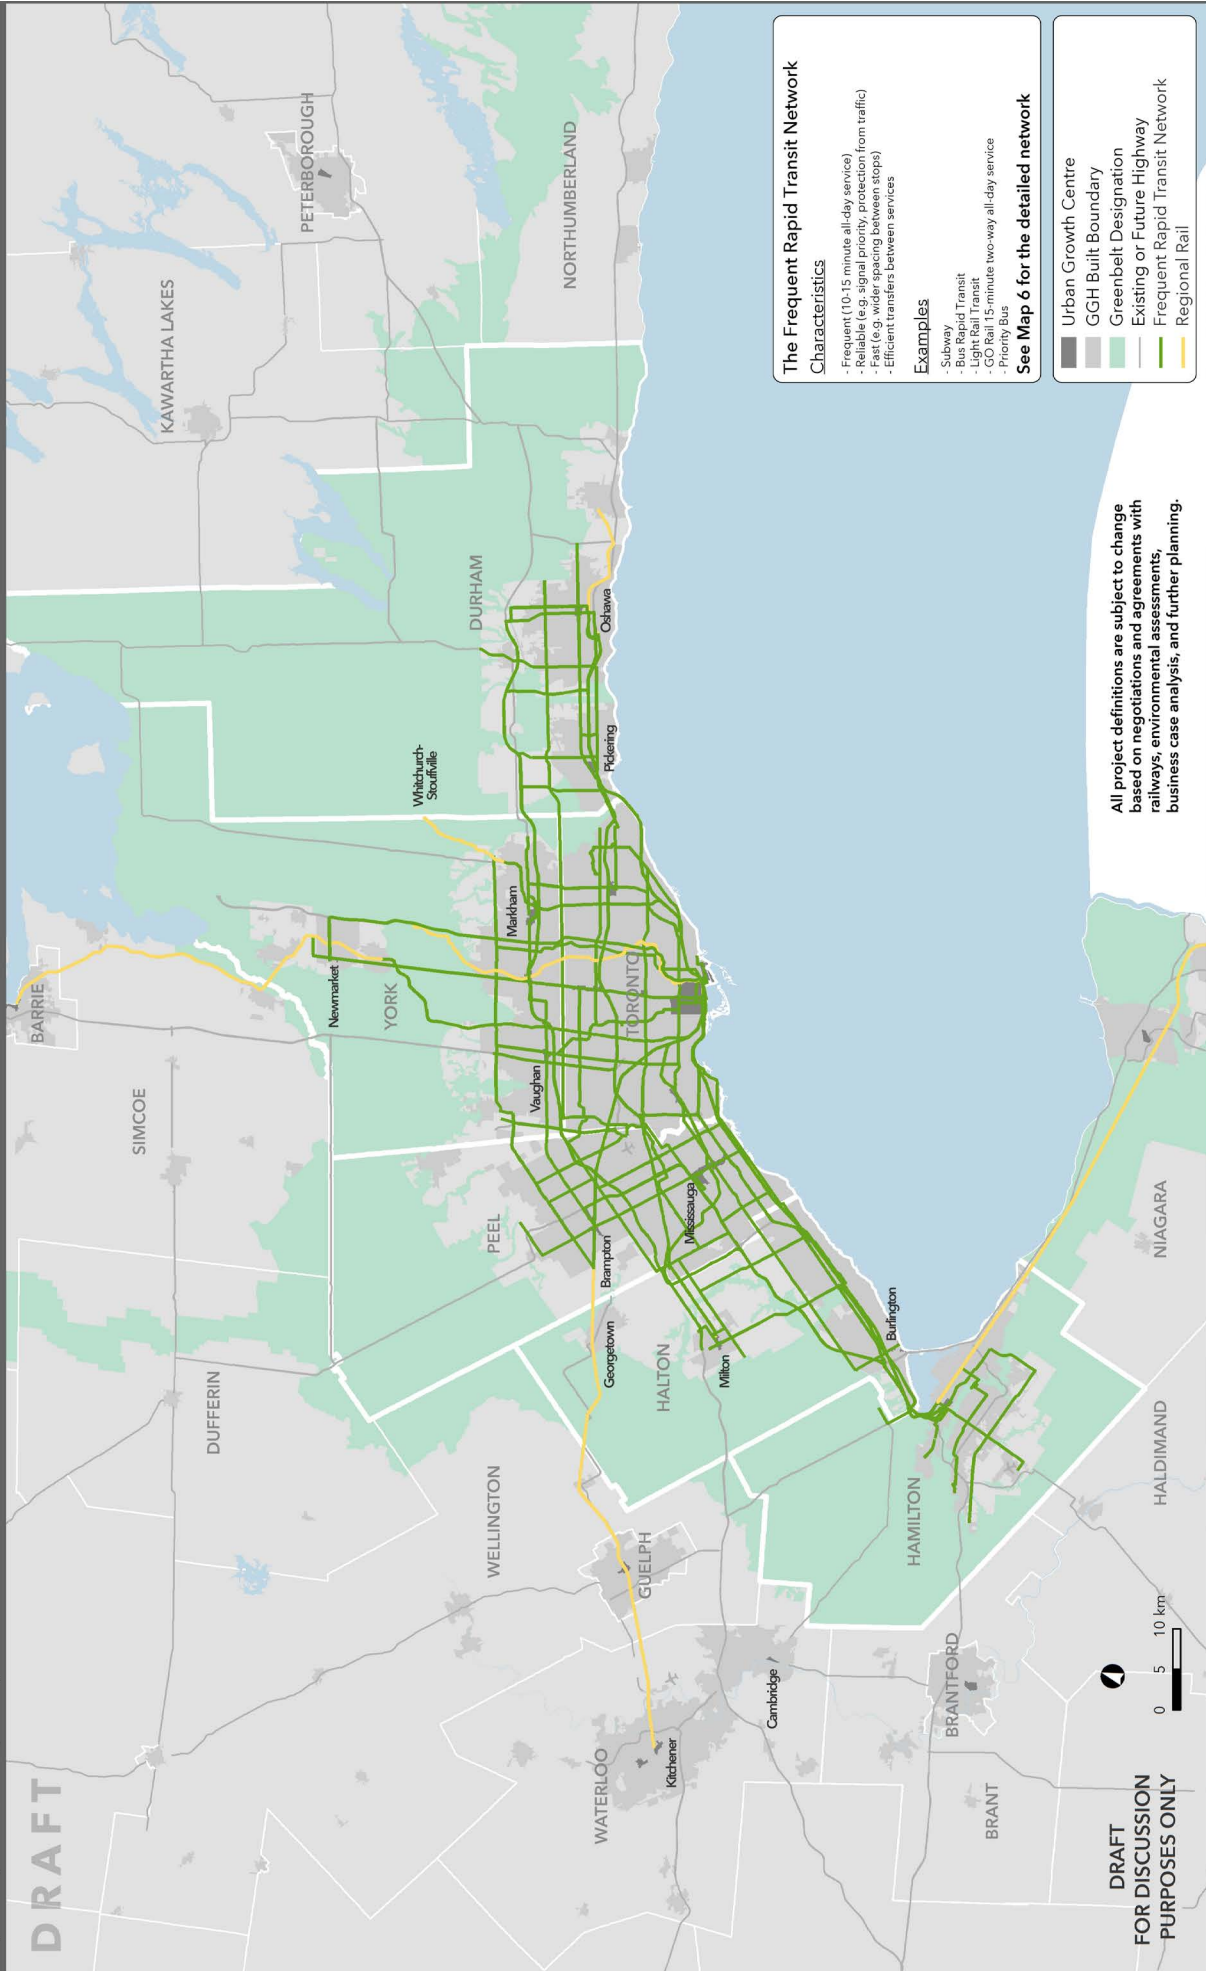 DRAFT
BARRIE
SIMCOE
DUFFERIN
KAWARTHA LAKES
PETERBOROUGH
NORTHUMBERLAND
DURHAM
Whitchurch-
Stouffville
Newmarket
YORK
Markham
Vaughan
TORONTO
Oshawa
Pickering
PEEL
Brampton
Mississauga
Georgetown
HALTON
Milton
Burlington
WELLINGTON
GUELPH
WATERLOO
Kitchener
Cambridge
HAMILTON
BRANTFORD
BRANT
HALDIMAND
NIAGARA
The Frequent Rapid Transit Network
Characteristics
- Frequent (10-15 minute all-day service)
- Reliable (e.g. signal priority, protection from traffic)
- Fast (e.g. wider spacing between stops)
- Efficient transfers between services
Examples
- Subway
- Bus Rapid Transit
- Light Rail Transit
- GO Rail 15-minute two-way all-day service
- Priority Bus
See Map 6 for the detailed network
Urban Growth Centre
GGH Built Boundary
Greenbelt Designation
Existing or Future Highway
Frequent Rapid Transit Network
Regional Rail
All project definitions are subject to change
based on negotiations and agreements with
railways, environmental assessments,
business case analysis, and further planning.
0 5 10 km
DRAFT
FOR DISCUSSION
PURPOSES ONLY